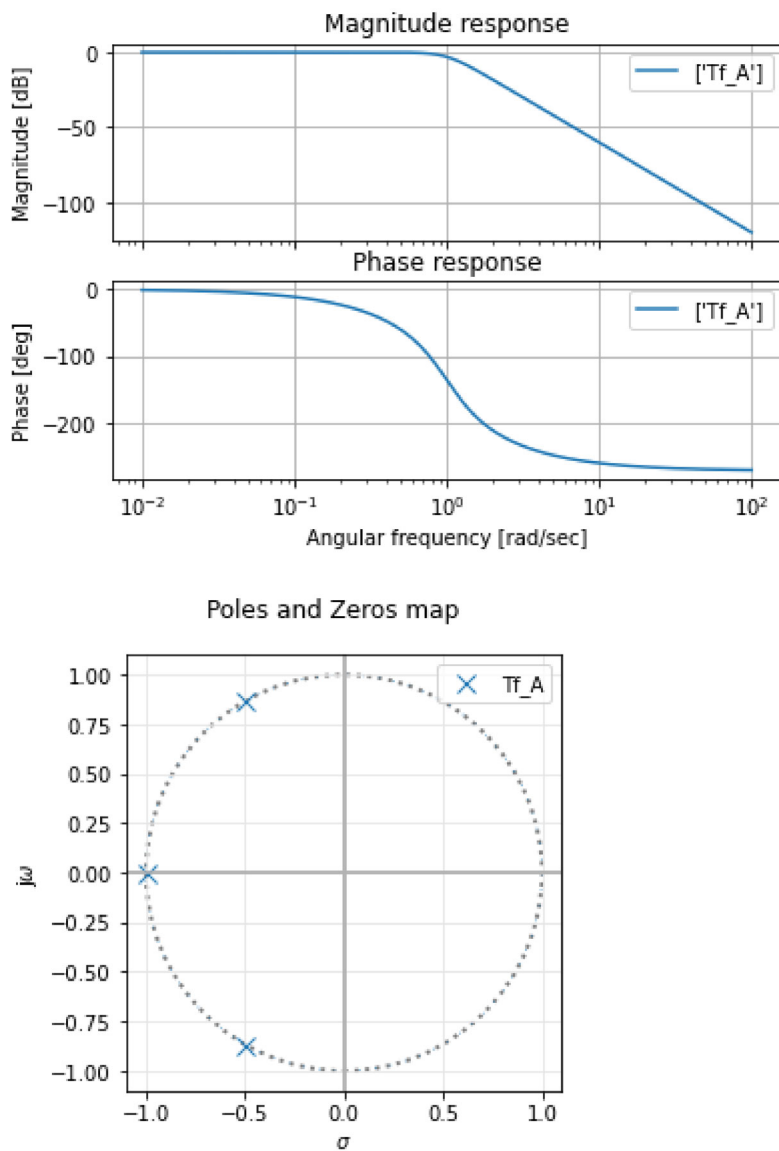 Magnitude response
Magnitude [dB]
0
−50
−100
['Tf_A']
Phase response
Phase [deg]
0
−100
−200
['Tf_A']
10⁻² 10⁻¹ 10⁰ 10¹ 10²
Angular frequency [rad/sec]
Poles and Zeros map
jω
1.00
0.75
0.50
0.25
0.00
−0.25
−0.50
−0.75
−1.00
Tf_A
−1.0 −0.5 0.0 0.5 1.0
σ